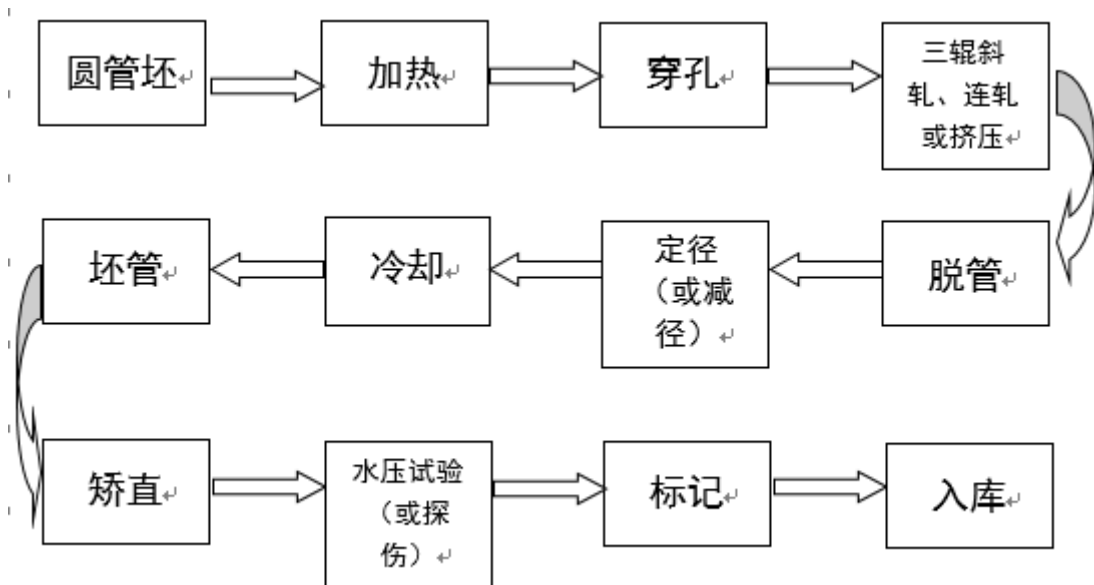 圆管坯
加热
穿孔
三辊斜
轧、连轧
或挤压
脱管
定径
（或减
径）
冷却
坯管
矫直
水压试验
（或探
伤）
标记
入库